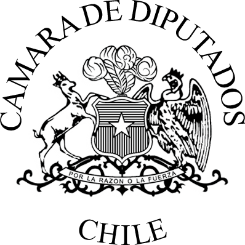 CAMARA DE DIPUTADOS
POR LA RAZON O LA FUERZA
CHILE